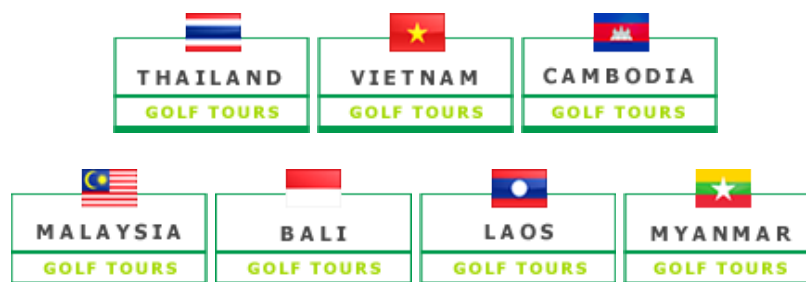 THAILAND
GOLF TOURS
VIETNAM
GOLF TOURS
CAMBODIA
GOLF TOURS
MALAYSIA
GOLF TOURS
BALI
GOLF TOURS
LAOS
GOLF TOURS
MYANMAR
GOLF TOURS